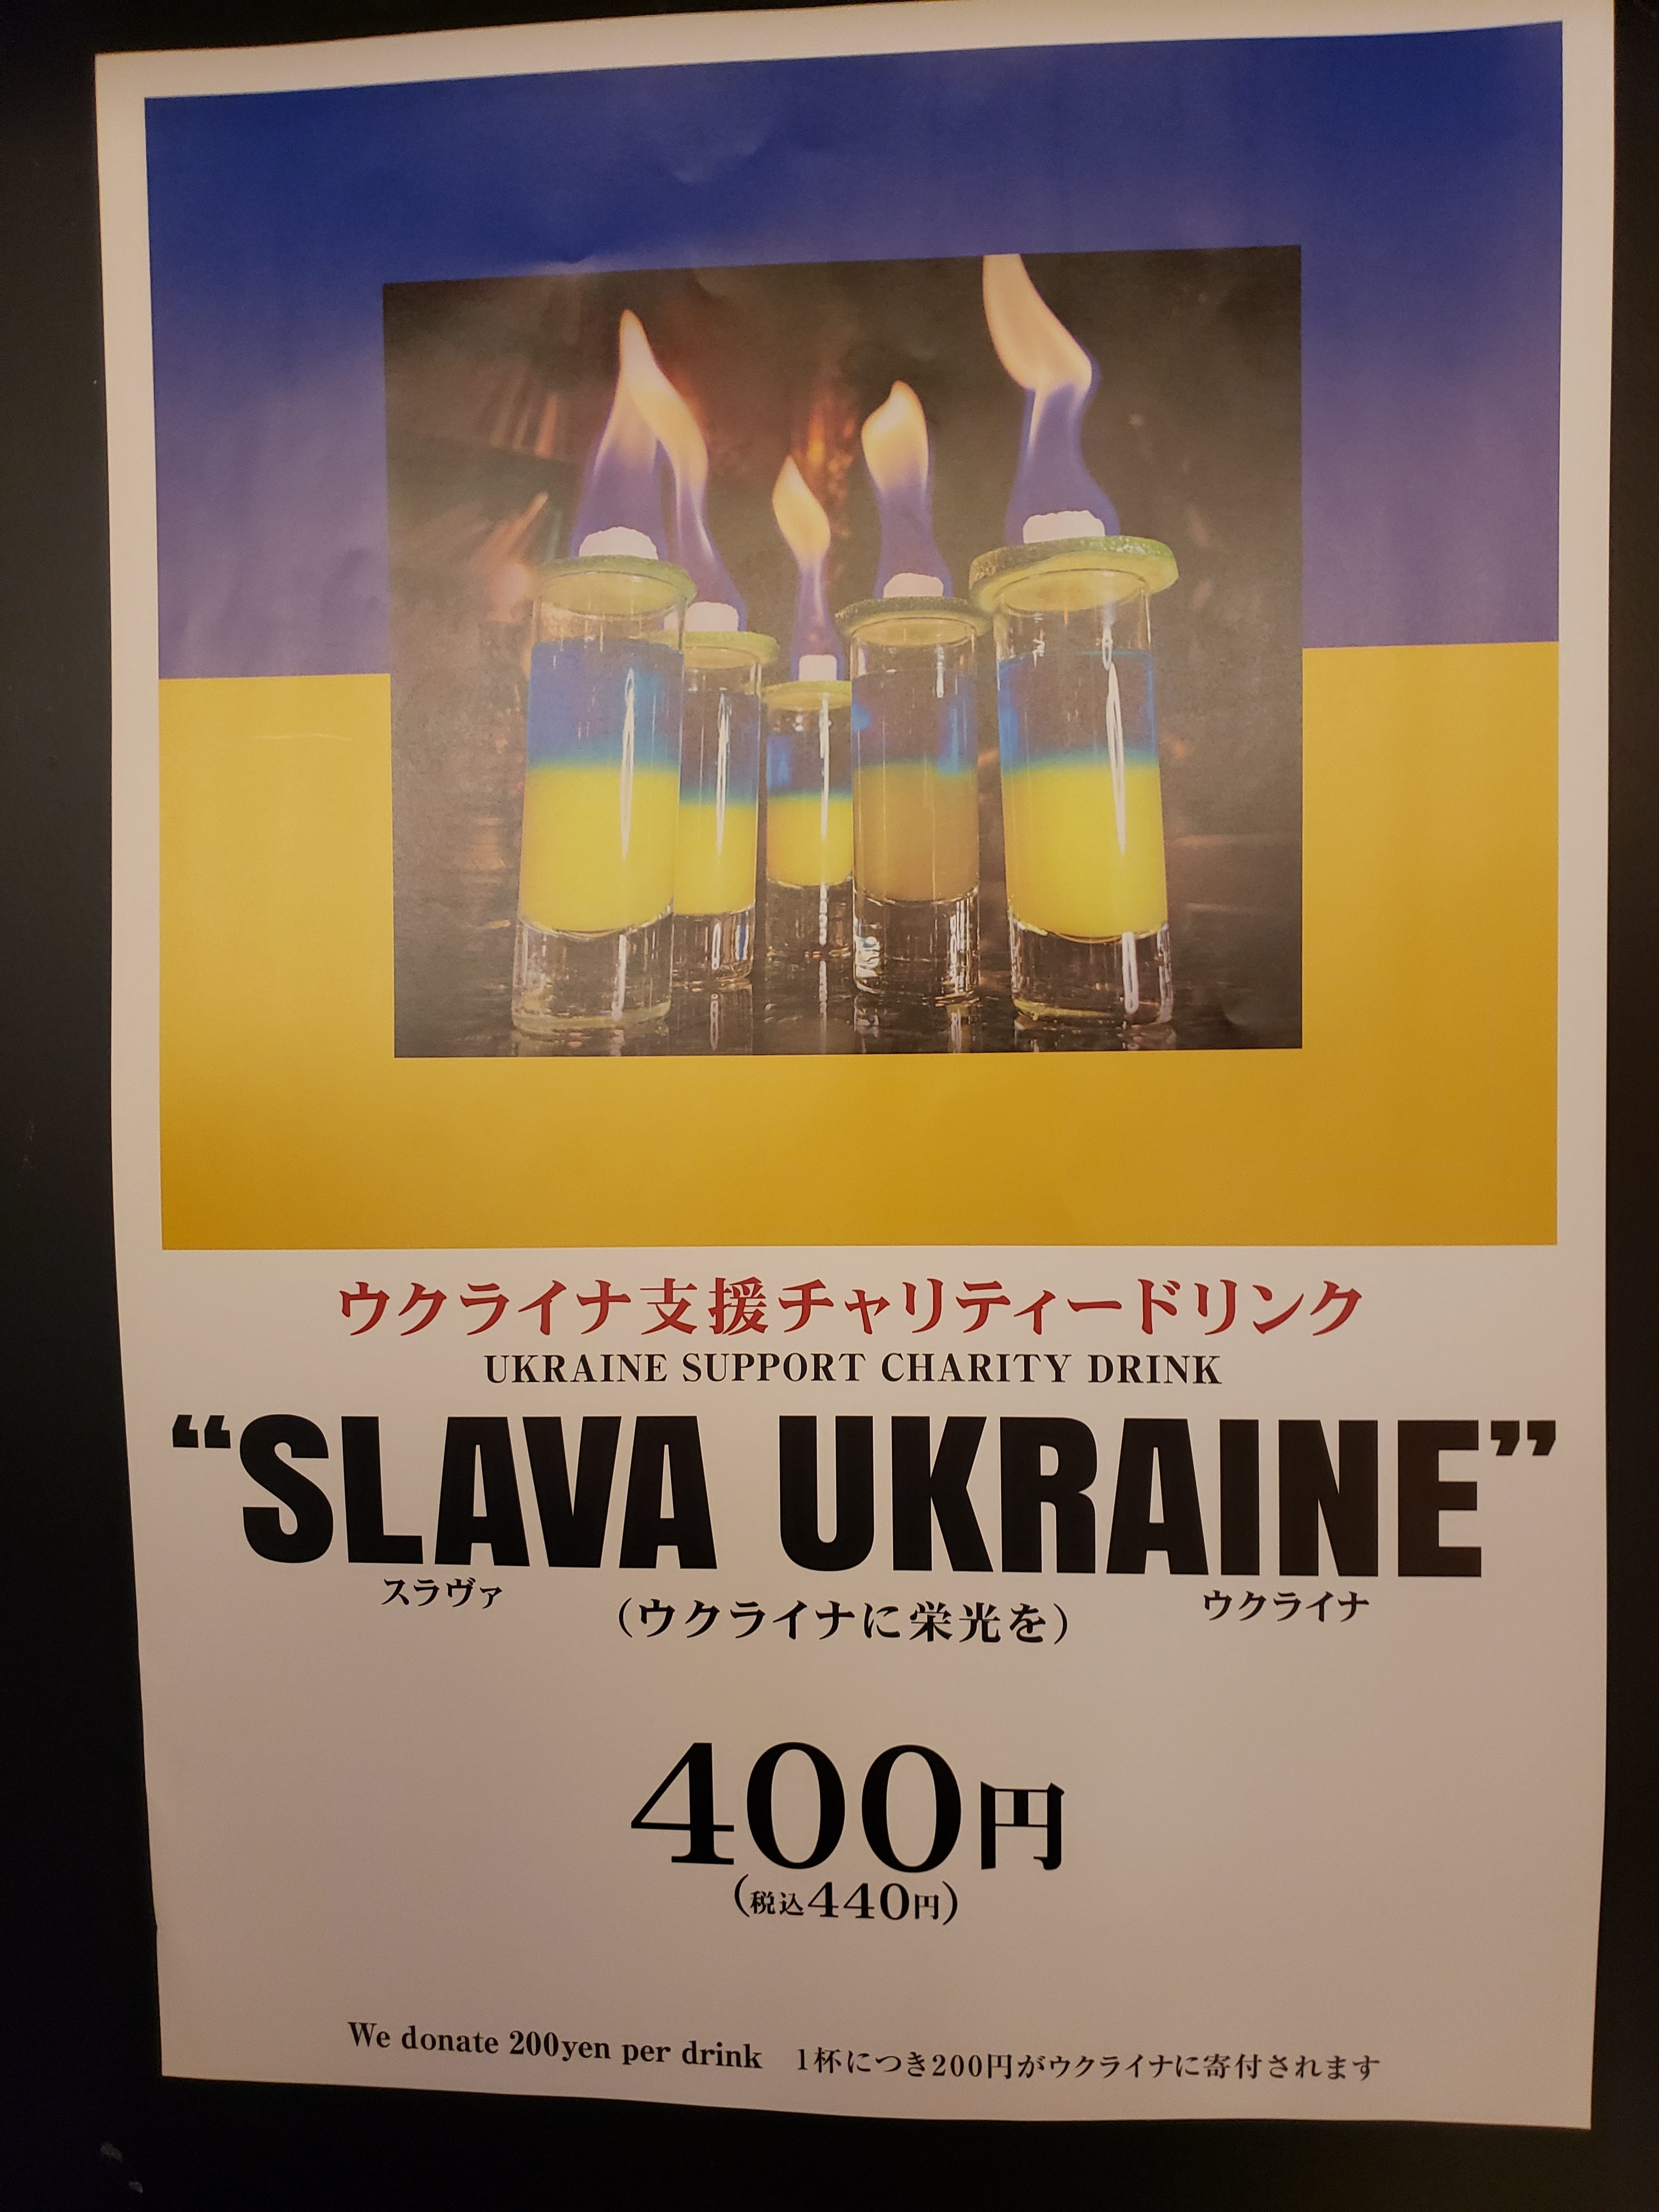 ウクライナ支援チャリティードリンク
UKRAINE SUPPORT CHARITY DRINK
“SLAVA UKRAINE”
スラヴァ ウクライナ
(ウクライナに栄光を)
400円
(税込440円)
We donate 200yen per drink 1杯につき200円がウクライナに寄付されます